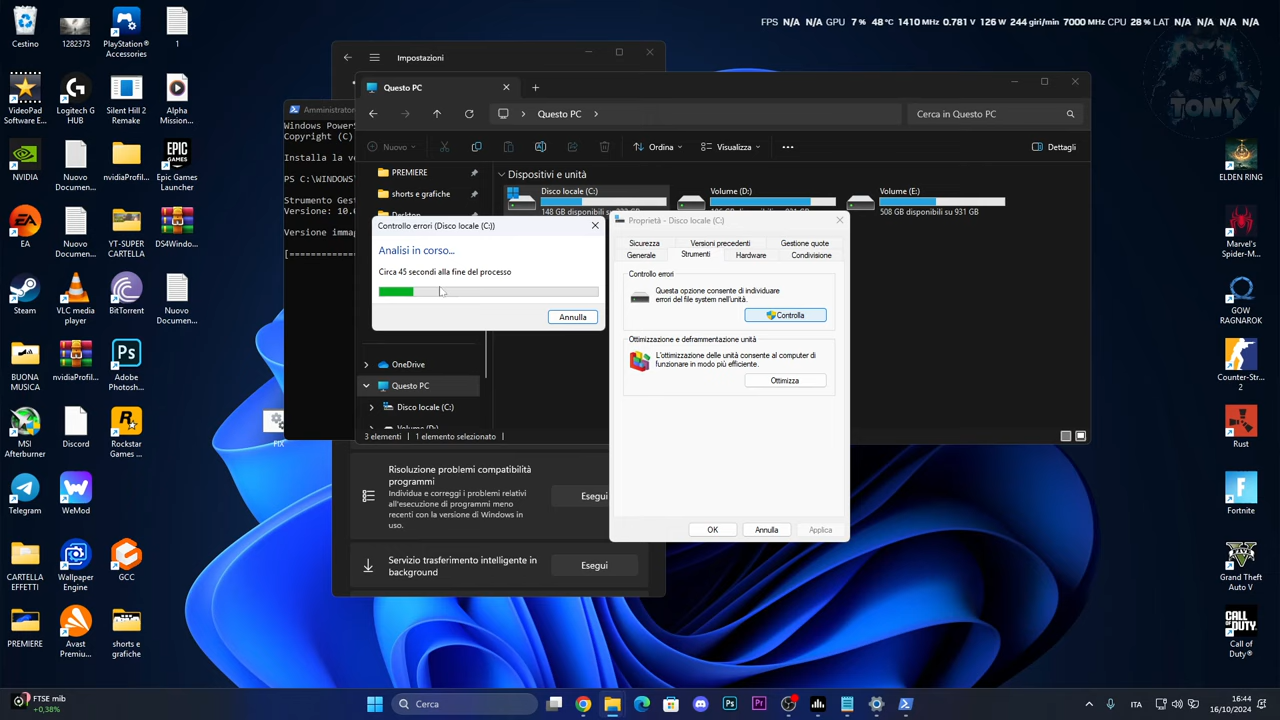 FPS N/A N/A GPU 7 % 48°C 1410 MHz 0.781 V 126 W 244 giri/min 7000 MHz CPU 28 % LAT N/A N/A N/A N/A
Cestino
1282373
PlayStation®
Accessories
1
VideoPad
Software E...
Logitech G
HUB
Silent Hill 2
Remake
Alpha
Mission...
NVIDIA
Nuovo
Documen...
nvidiaProfil...
Epic Games
Launcher
EA
Nuovo
Documen...
YT-SUPER
CARTELLA
DS4Window...
Steam
VLC media
player
BitTorrent
Nuovo
Documen...
BUONA
MUSICA
nvidiaProfil...
Adobe
Photosh...
MSI
Afterburner
Discord
Rockstar
Games ...
FIX
Telegram
WeMod
CARTELLA
EFFETTI
Wallpaper
Engine
GCC
PREMIERE
Avast
Premiu...
shorts e
grafiche
Impostazioni
Amministratore
Windows PowerS
Copyright (C)
Installa la ve
PS C:\WINDOWS
Strumento Ges
Versione: 10.0
Versione immag
[============
Questo PC
Questo PC
Cerca in Questo PC
Nuovo
Ordina
Visualizza
Dettagli
PREMIERE
shorts e grafiche
Desktop
OneDrive
Questo PC
Disco locale (C:)
Volume (D:)
3 elementi
1 elemento selezionato
Dispositivi e unità
Disco locale (C:)
Volume (D:)
Volume (E:)
Controllo errori (Disco locale (C:))
Analisi in corso...
Circa 45 secondi alla fine del processo
Annulla
Proprietà - Disco locale (C:)
Sicurezza
Versioni precedenti
Gestione quote
Generale
Strumenti
Hardware
Condivisione
Controllo errori
Questa opzione consente di individuare
errori del file system nell'unità.
Controlla
Ottimizzazione e deframmentazione unità
L'ottimizzazione delle unità consente al computer di
funzionare in modo più efficiente.
Ottimizza
OK
Annulla
Applica
Risoluzione problemi compatibilità
programmi
Individua e correggi i problemi relativi
all'esecuzione di programmi meno
recenti con la versione di Windows in
uso.
Esegui
Servizio trasferimento intelligente in
background
Esegui
TONY
ELDEN RING
Marvel's
Spider-M...
GOW
RAGNAROK
Counter-Str...
2
Rust
Fortnite
Grand Theft
Auto V
Call of
Duty®
FTSE mib
+0,38%
Cerca
ITA
16:44
16/10/2024